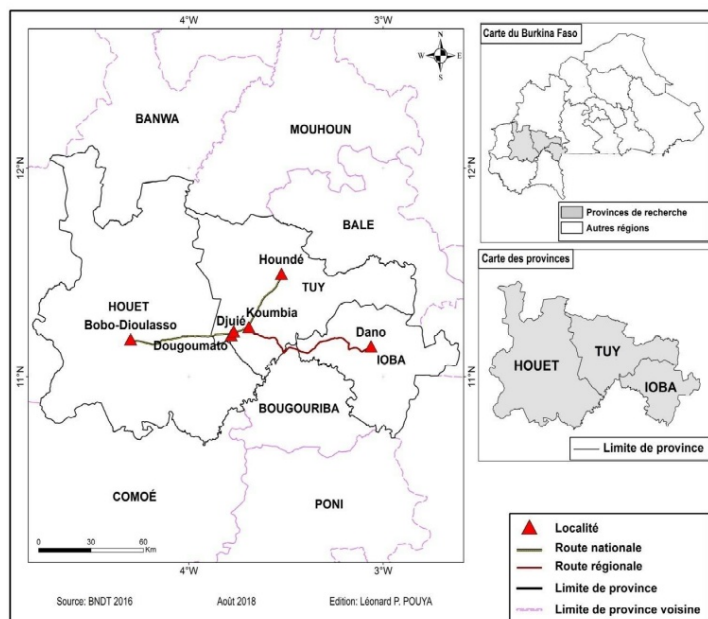 4°W
3°W
N
W
E
S
BANWA
MOUHOUN
12°N
12°N
BALE
Houndé
TUY
HOUET
Djuié
Koumbia
Bobo-Dioulasso
Dougoumato
Dano
IOBA
11°N
11°N
BOUGOURIBA
COMOÉ
PONI
0
30
60
Km
4°W
3°W
Source: BNDT 2016
Août 2018
Edition: Léonard P. POUYA
Carte du Burkina Faso
Provinces de recherche
Autres régions
Carte des provinces
HOUET
TUY
IOBA
Limite de province
Localité
Route nationale
Route régionale
Limite de province
Limite de province voisine